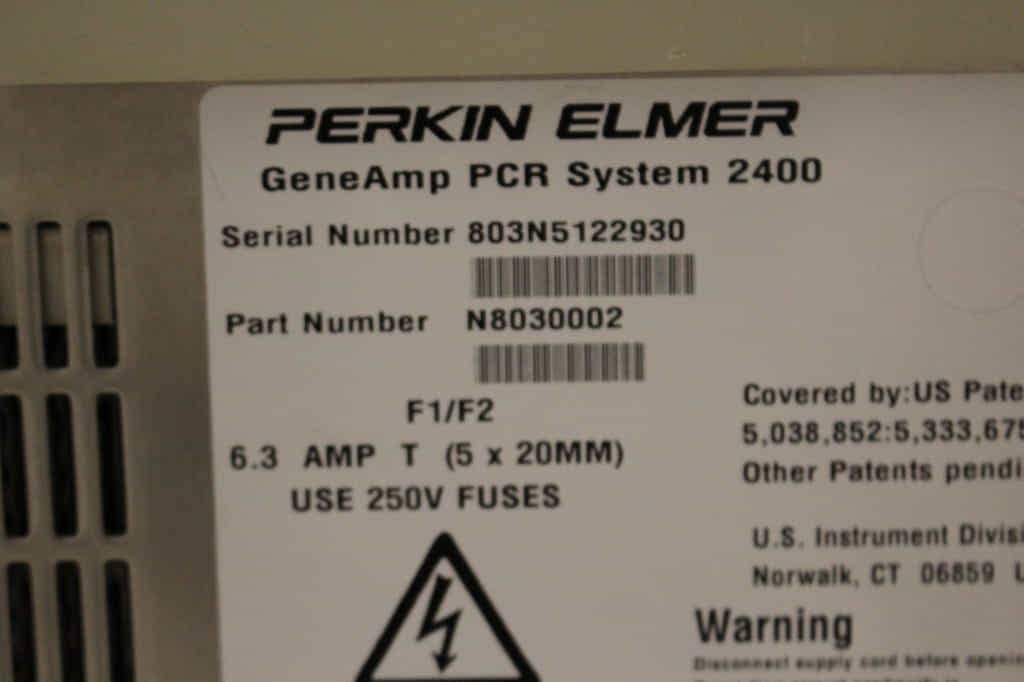 PERKIN ELMER
GeneAmp PCR System 2400
Serial Number 803N5122930
Part Number N8030002
F1/F2
6.3 AMP T (5 x 20MM)
USE 250V FUSES
Covered by:US Pate
5,038,852:5,333,675
Other Patents pendi
U.S. Instrument Divisi
Norwalk, CT 06859 U
Warning
Disconnect supply cord before openin